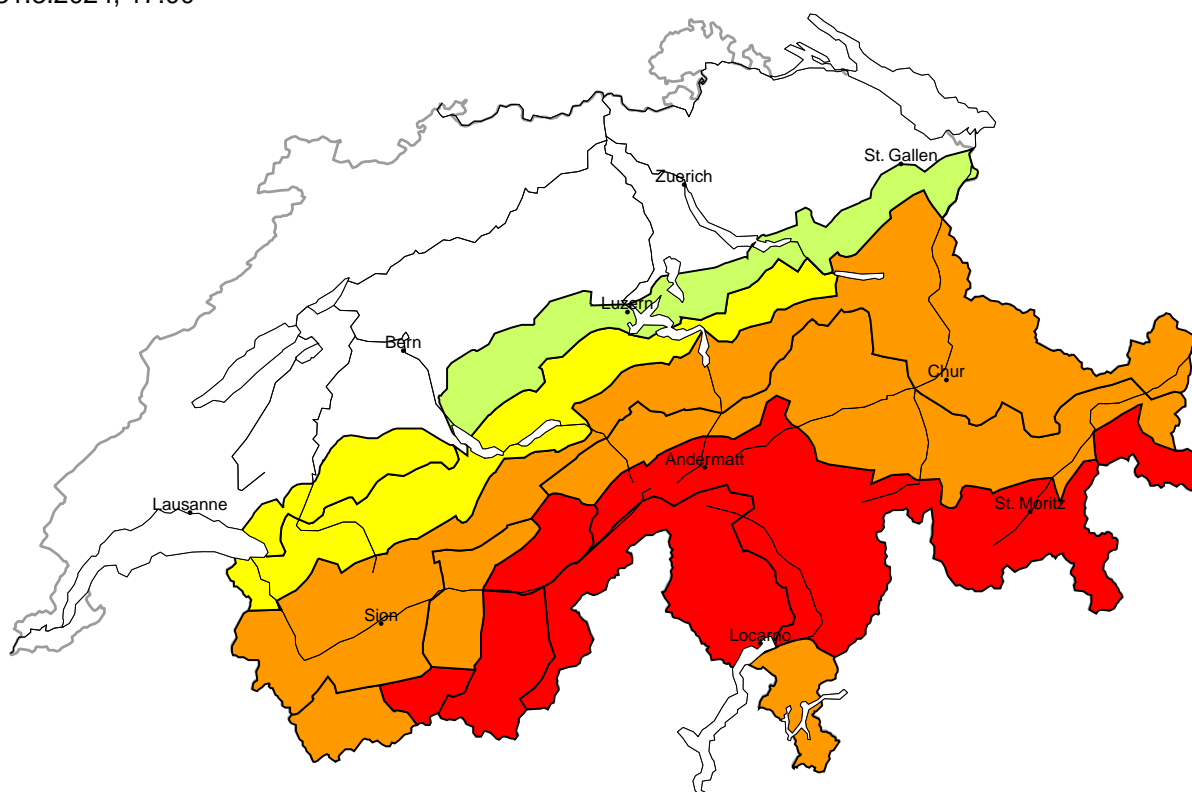 St. Gallen
Zuerich
Luzern
Bern
Chur
Andermatt
Lausanne
St. Moritz
Sion
Locarno